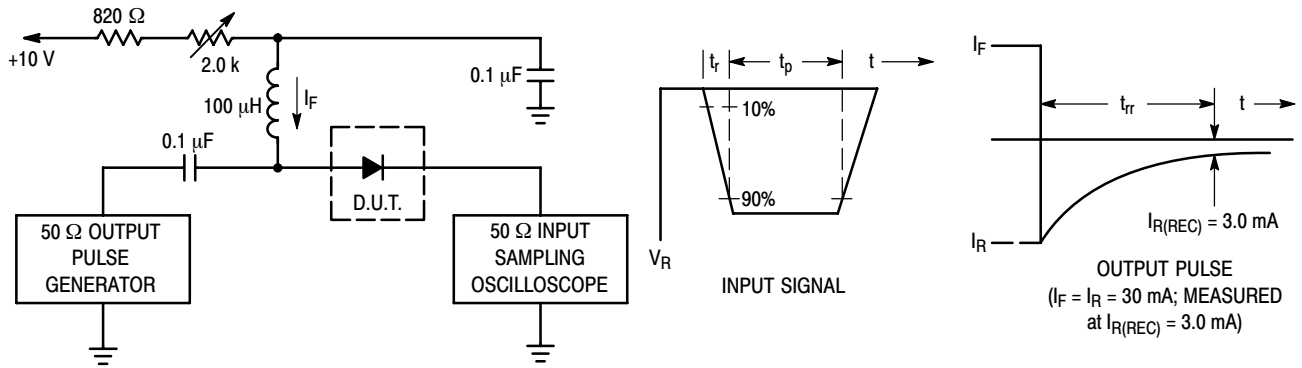 820 Ω
+10 V
2.0 k
100 μH
I_F
0.1 μF
0.1 μF
D.U.T.
50 Ω OUTPUT
PULSE
GENERATOR
50 Ω INPUT
SAMPLING
OSCILLOSCOPE
t_r
t_p
t
10%
90%
V_R
INPUT SIGNAL
I_F
t_rr
t
I_R
I_R(REC) = 3.0 mA
OUTPUT PULSE
(I_F = I_R = 30 mA; MEASURED
at I_R(REC) = 3.0 mA)